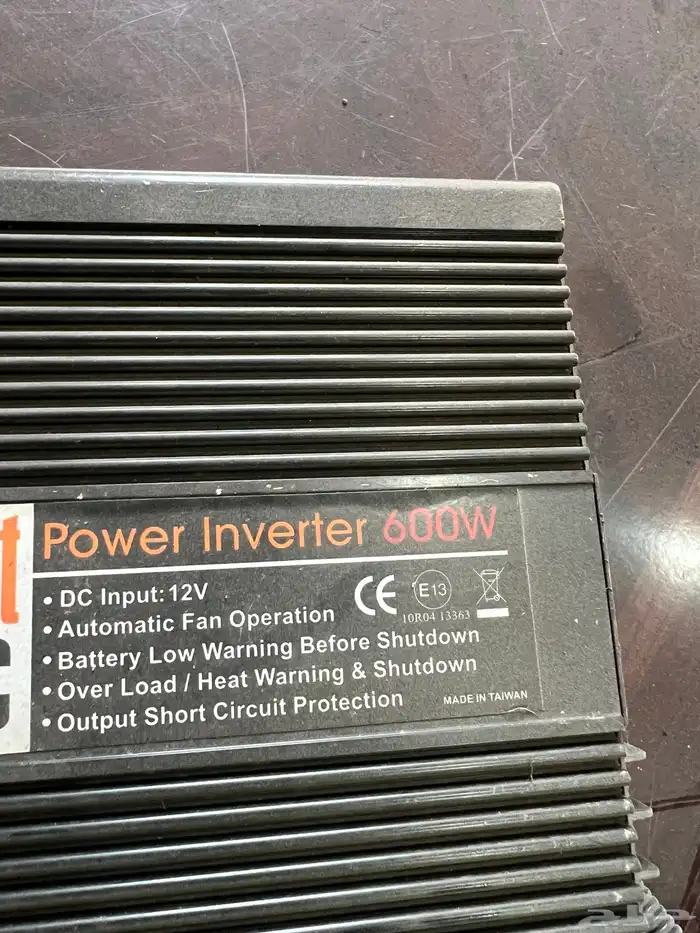 t Power Inverter 600W
C
• DC Input: 12V
• Automatic Fan Operation
• Battery Low Warning Before Shutdown
• Over Load / Heat Warning & Shutdown
• Output Short Circuit Protection
CE
E13
10R04 13363
MADE IN TAIWAN